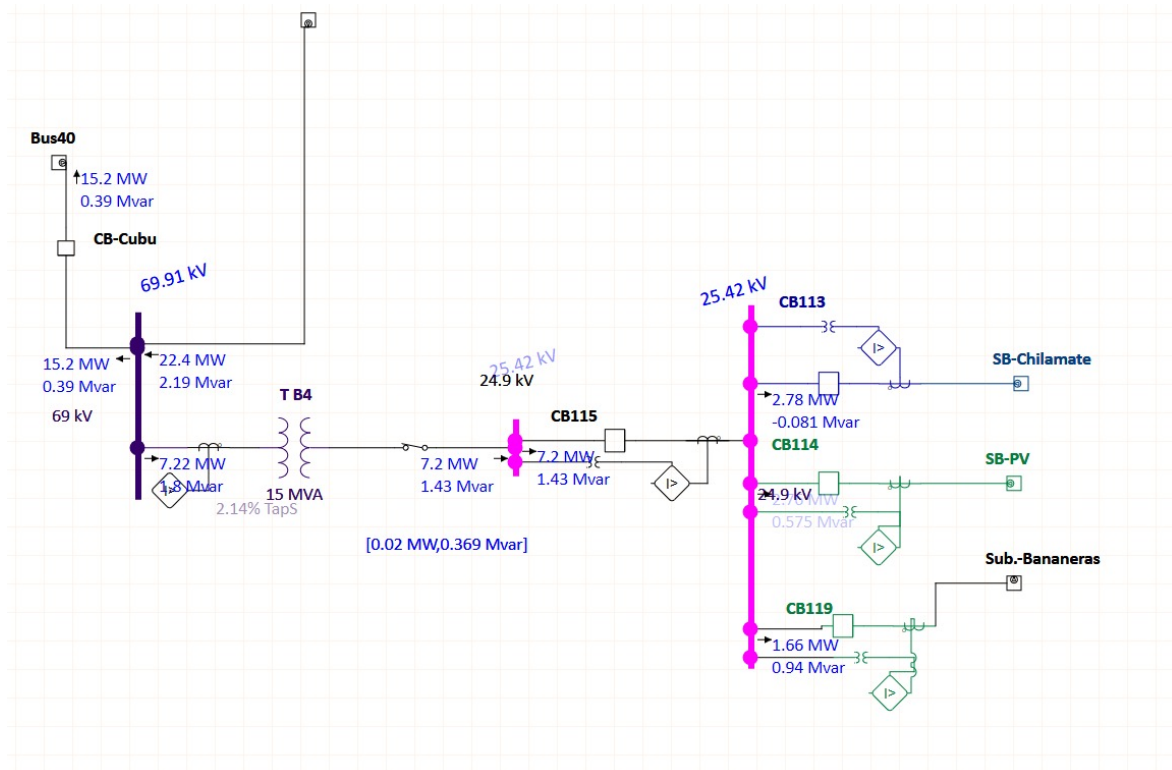 Bus40
15.2 MW
0.39 Mvar
CB-Cubu
69.91 kV
25.42 kV
CB113
15.2 MW
0.39 Mvar
22.4 MW
2.19 Mvar
69 kV
T B4
25.42 kV
24.9 kV
SB-Chilamate
2.78 MW
-0.081 Mvar
CB115
CB114
7.22 MW
1.8 Mvar
15 MVA
2.14% TapS
7.2 MW
1.43 Mvar
7.2 MW
1.43 Mvar
SB-PV
24.9 kV
0.575 Mvar
[0.02 MW,0.369 Mvar]
Sub.-Bananeras
CB119
1.66 MW
0.94 Mvar